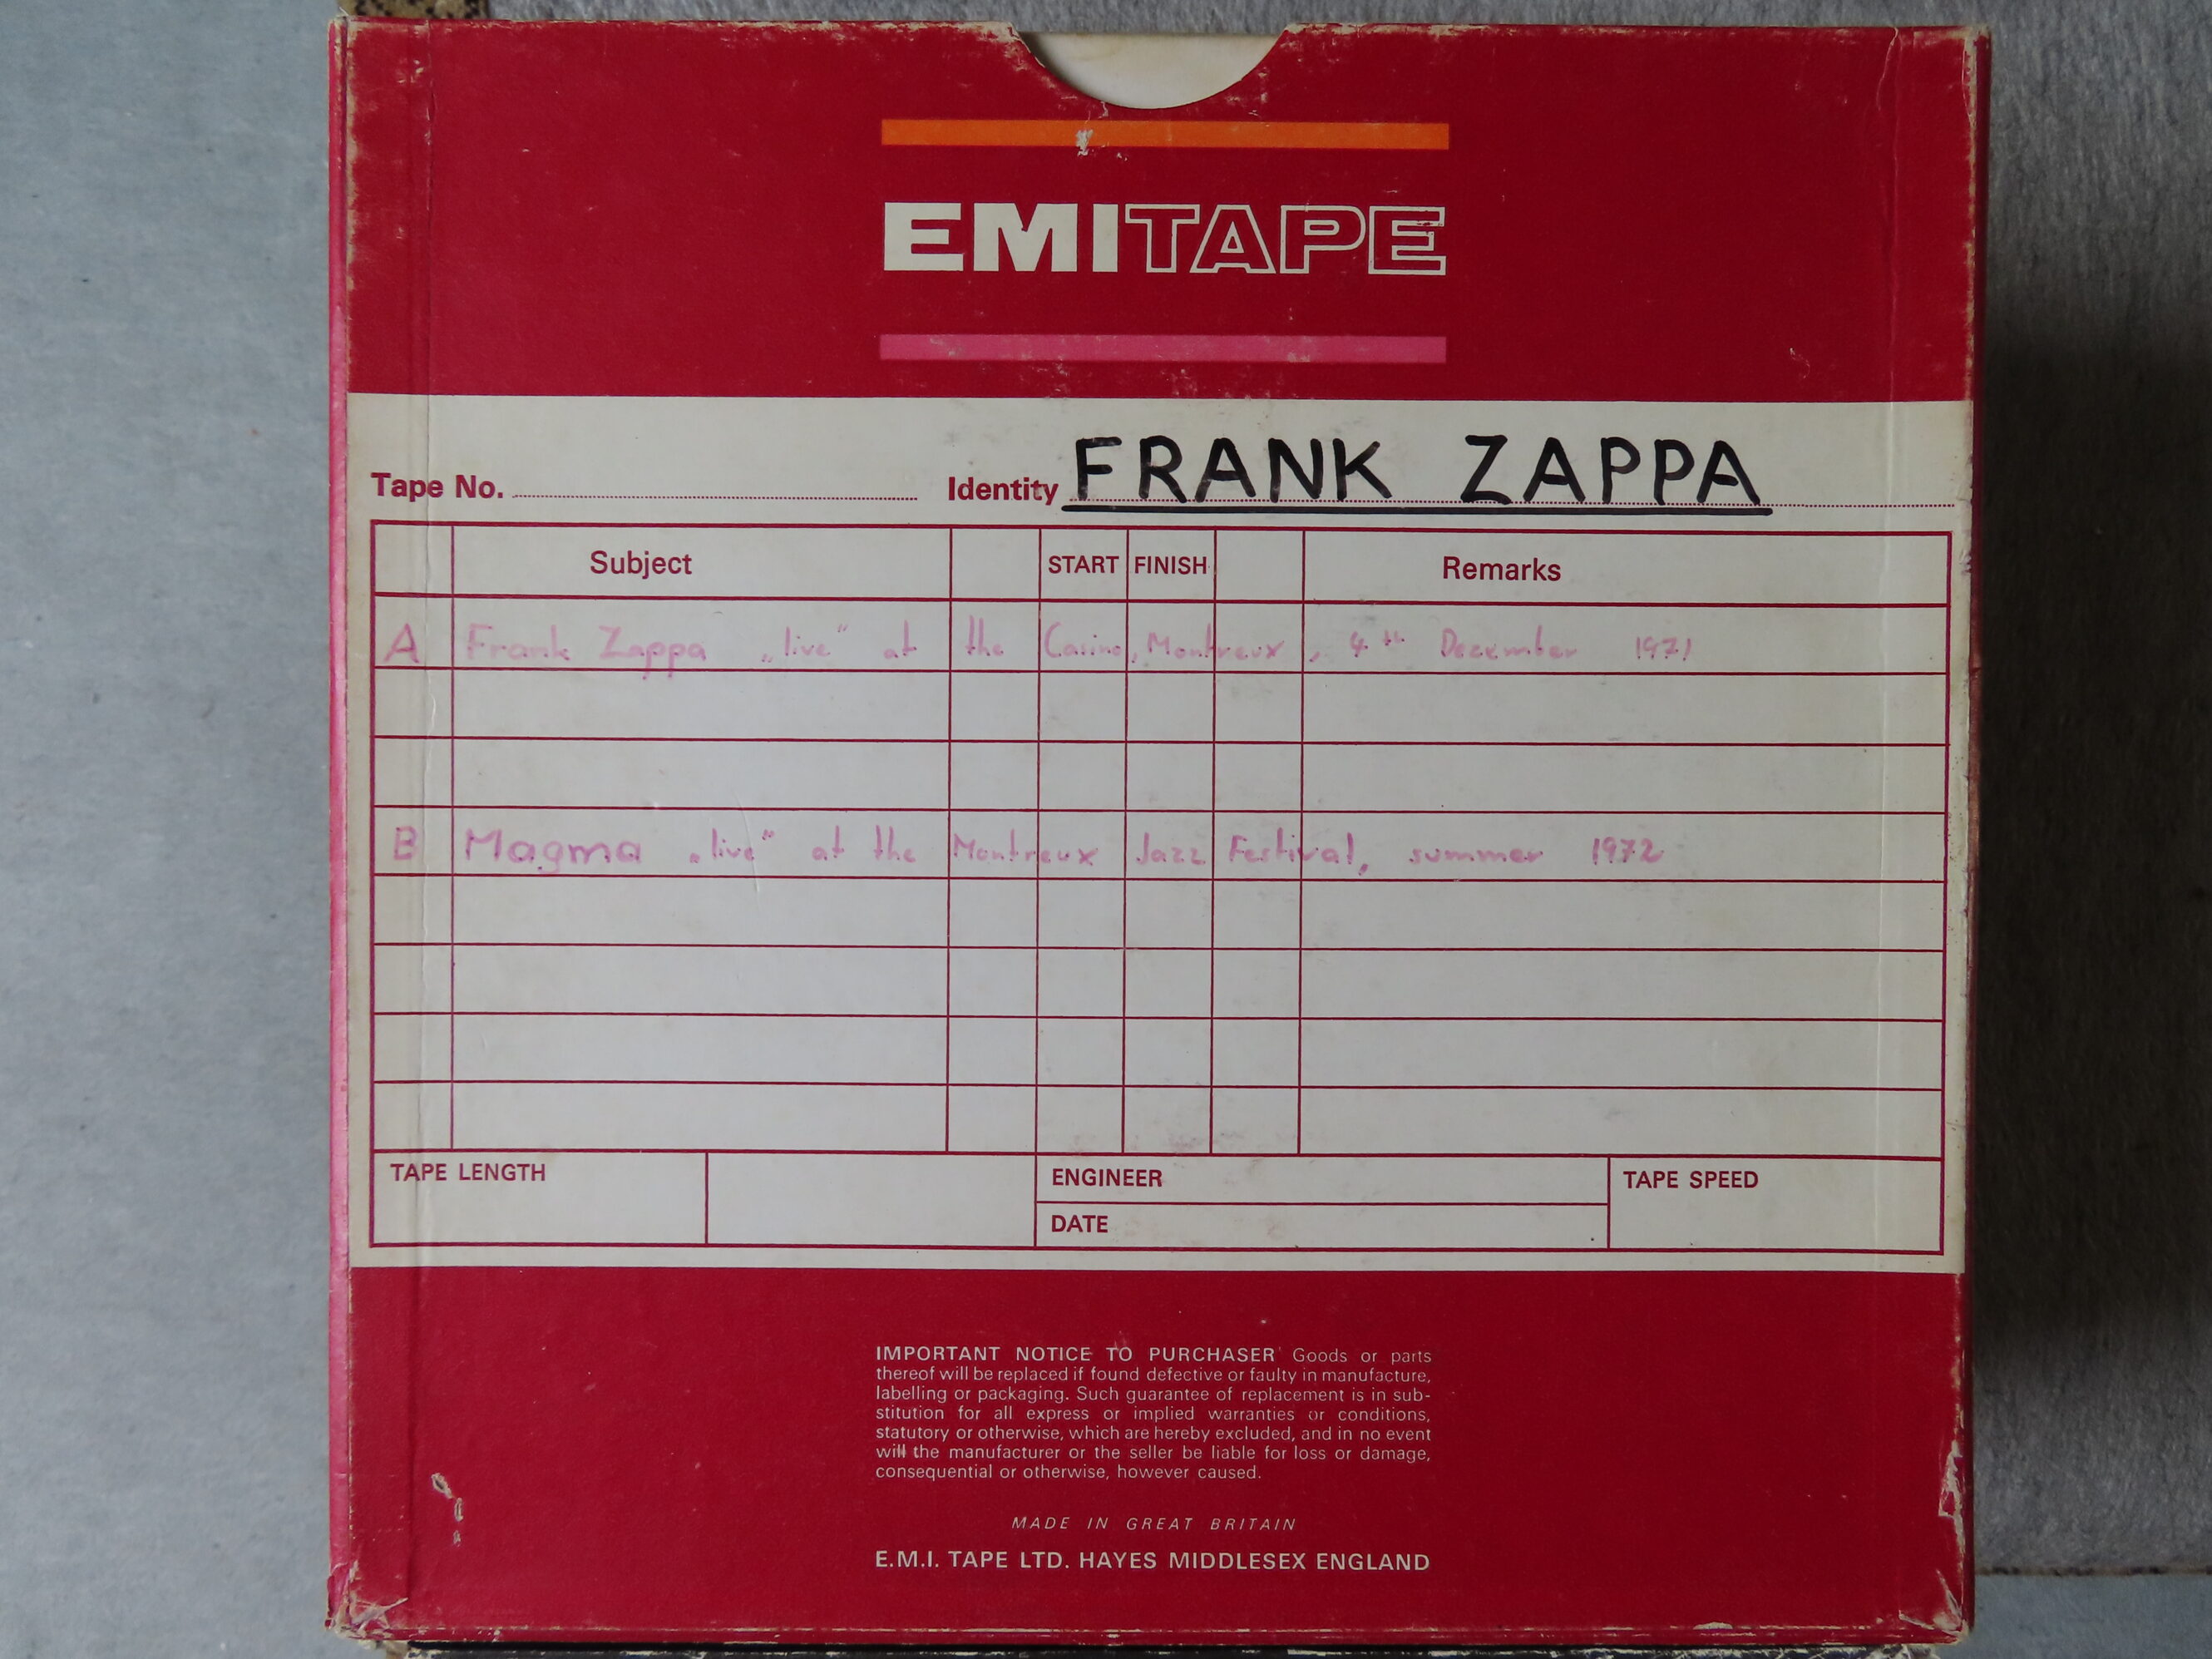 EMITAPE
Tape No. Identity FRANK ZAPPA
Subject START FINISH Remarks
A Frank Zappa „live“ at the Casino, Montreux, 4th December 1971
B Magma „live“ at the Montreux Jazz Festival, summer 1972
TAPE LENGTH ENGINEER TAPE SPEED
DATE
IMPORTANT NOTICE TO PURCHASER Goods or parts
thereof will be replaced if found defective or faulty in manufacture,
labelling or packaging. Such guarantee of replacement is in sub-
stitution for all express or implied warranties or conditions,
statutory or otherwise, which are hereby excluded, and in no event
will the manufacturer or the seller be liable for loss or damage,
consequential or otherwise, however caused.
MADE IN GREAT BRITAIN
E.M.I. TAPE LTD. HAYES MIDDLESEX ENGLAND